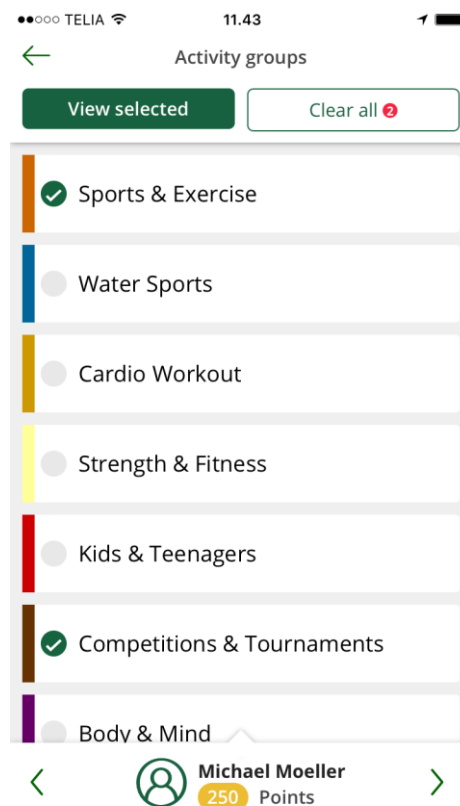 TELIA 11.43
Activity groups
View selected Clear all 2
Sports & Exercise
Water Sports
Cardio Workout
Strength & Fitness
Kids & Teenagers
Competitions & Tournaments
Body & Mind
Michael Moeller
250 Points